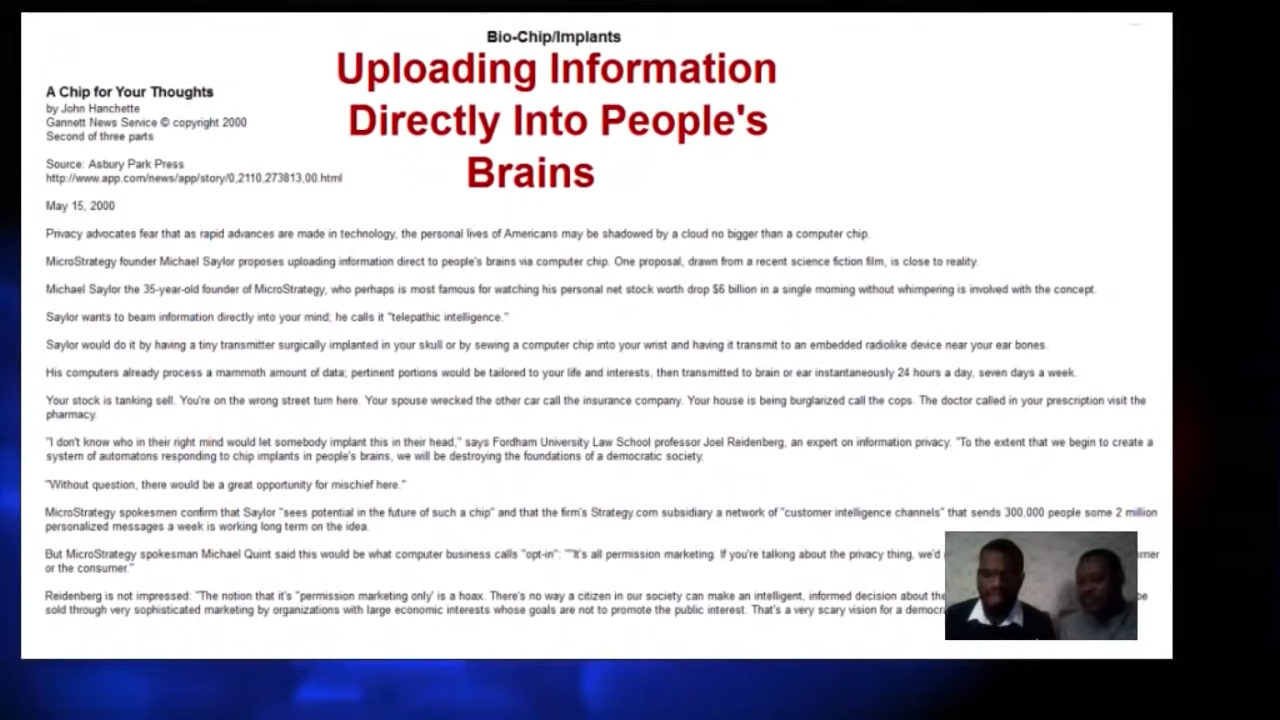 Bio-Chip/Implants
Uploading Information
Directly Into People's
Brains
A Chip for Your Thoughts
by John Hanchette
Gannett News Service © copyright 2000
Second of three parts
Source: Asbury Park Press
http://www.app.com/news/app/story/0,2110,273813,00.html
May 15, 2000
Privacy advocates fear that as rapid advances are made in technology, the personal lives of Americans may be shadowed by a cloud no bigger than a computer chip.
MicroStrategy founder Michael Saylor proposes uploading information direct to people's brains via computer chip. One proposal, drawn from a recent science fiction film, is close to reality.
Michael Saylor the 35-year-old founder of MicroStrategy, who perhaps is most famous for watching his personal net stock worth drop $6 billion in a single morning without whimpering is involved with the concept.
Saylor wants to beam information directly into your mind; he calls it "telepathic intelligence."
Saylor would do it by having a tiny transmitter surgically implanted in your skull or by sewing a computer chip into your wrist and having it transmit to an embedded radiolike device near your ear bones.
His computers already process a mammoth amount of data; pertinent portions would be tailored to your life and interests, then transmitted to brain or ear instantaneously 24 hours a day, seven days a week.
Your stock is tanking sell. You're on the wrong street turn here. Your spouse wrecked the other car call the insurance company. Your house is being burglarized call the cops. The doctor called in your prescription visit the
pharmacy.
"I don't know who in their right mind would let somebody implant this in their head," says Fordham University Law School professor Joel Reidenberg, an expert on information privacy. "To the extent that we begin to create a
system of automatons responding to chip implants in people's brains, we will be destroying the foundations of a democratic society.
"Without question, there would be a great opportunity for mischief here."
MicroStrategy spokesmen confirm that Saylor "sees potential in the future of such a chip" and that the firm's Strategy.com subsidiary a network of "customer intelligence channels" that sends 300,000 people some 2 million
personalized messages a week is working long term on the idea.
But MicroStrategy spokesman Michael Quint said this would be what computer business calls "opt-in": ""It's all permission marketing. If you're talking about the privacy thing, we'd
or the consumer."
Reidenberg is not impressed: "The notion that it's "permission marketing only' is a hoax. There's no way a citizen in our society can make an intelligent, informed decision about the be
sold through very sophisticated marketing by organizations with large economic interests whose goals are not to promote the public interest. That's a very scary vision for a